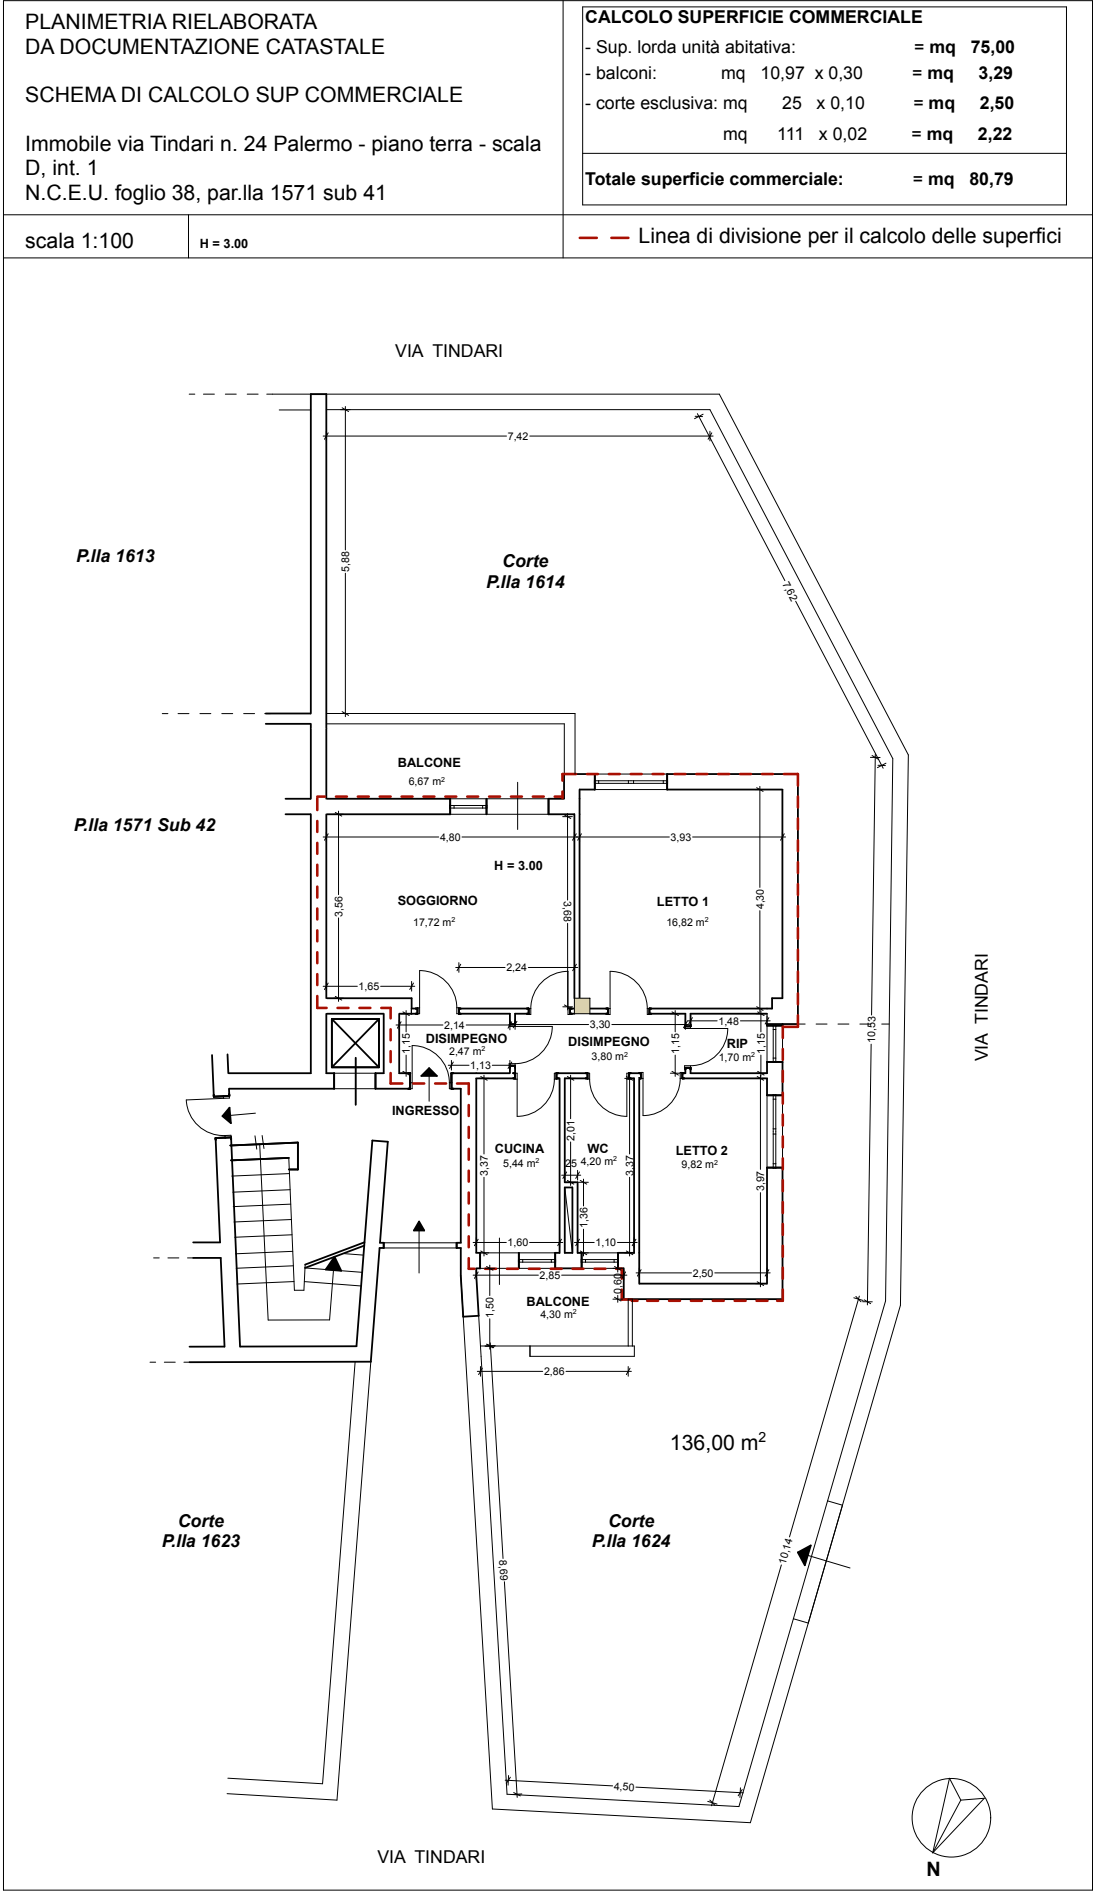 PLANIMETRIA RIELABORATA
DA DOCUMENTAZIONE CATASTALE
SCHEMA DI CALCOLO SUP COMMERCIALE
Immobile via Tindari n. 24 Palermo - piano terra - scala
D, int. 1
N.C.E.U. foglio 38, par.lla 1571 sub 41
CALCOLO SUPERFICIE COMMERCIALE
- Sup. lorda unità abitativa: = mq 75,00
- balconi: mq 10,97 x 0,30 = mq 3,29
- corte esclusiva: mq 25 x 0,10 = mq 2,50
mq 111 x 0,02 = mq 2,22
Totale superficie commerciale: = mq 80,79
scala 1:100
H = 3.00
Linea di divisione per il calcolo delle superfici
VIA TINDARI
7,42
P.lla 1613
5,88
Corte
P.lla 1614
7,62
BALCONE
6,67 m²
P.lla 1571 Sub 42
4,80
3,93
H = 3.00
SOGGIORNO
17,72 m²
3,56
3,68
LETTO 1
16,82 m²
4,30
2,24
1,65
VIA TINDARI
10,53
2,14
3,30
1,48
1,15
DISIMPEGNO
2,47 m²
1,13
DISIMPEGNO
3,80 m²
1,15
RIP
1,70 m²
1,15
INGRESSO
CUCINA
5,44 m²
3,37
2,01
25
WC
4,20 m²
3,37
1,36
LETTO 2
9,82 m²
3,97
1,60
1,10
2,50
2,85
0,60
BALCONE
4,30 m²
1,50
2,86
136,00 m²
Corte
P.lla 1623
Corte
P.lla 1624
10,14
8,69
4,50
VIA TINDARI
N